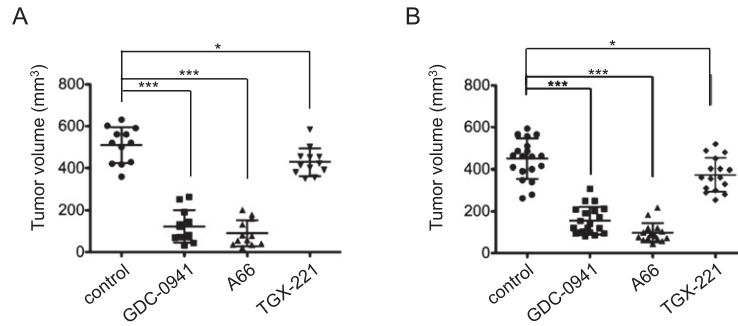 A
B
*
***
***
Tumor volume (mm³)
800
600
400
200
0
control
GDC-0941
A66
TGX-221
*
***
***
Tumor volume (mm³)
800
600
400
200
0
control
GDC-0941
A66
TGX-221